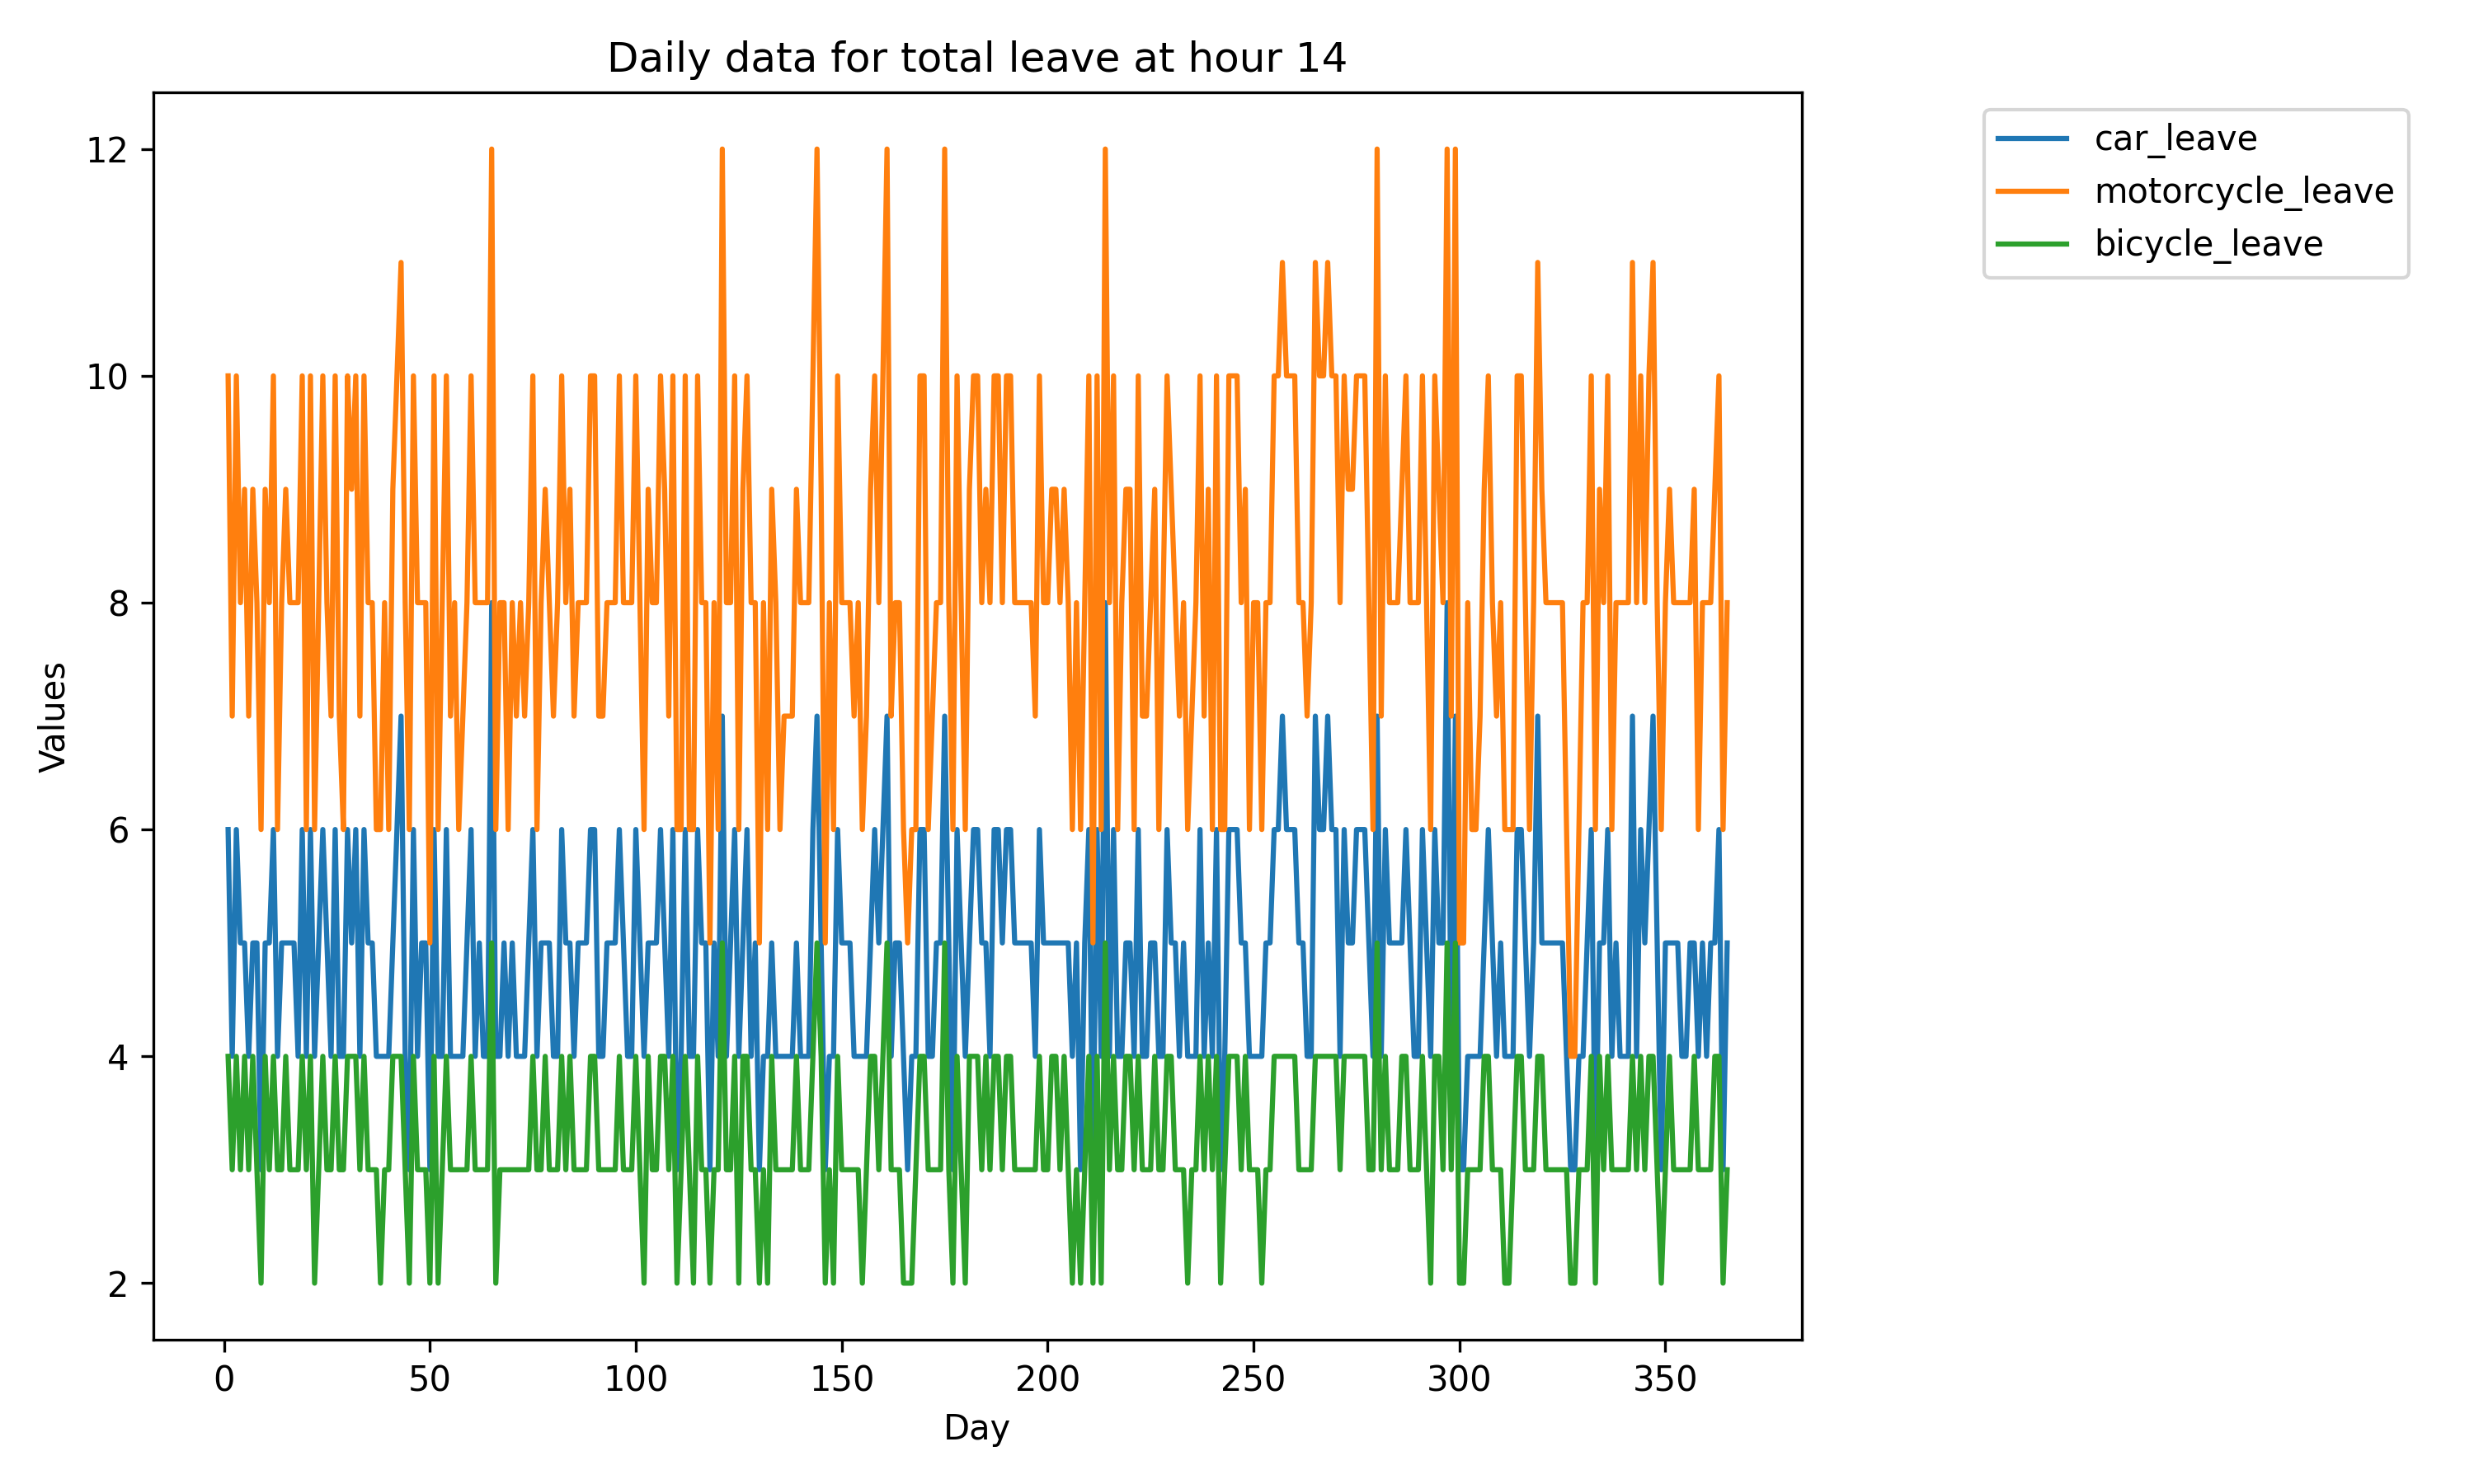 Daily data for total leave at hour 14
car_leave
motorcycle_leave
bicycle_leave
Values
12
10
8
6
4
2
0 50 100 150 200 250 300 350
Day